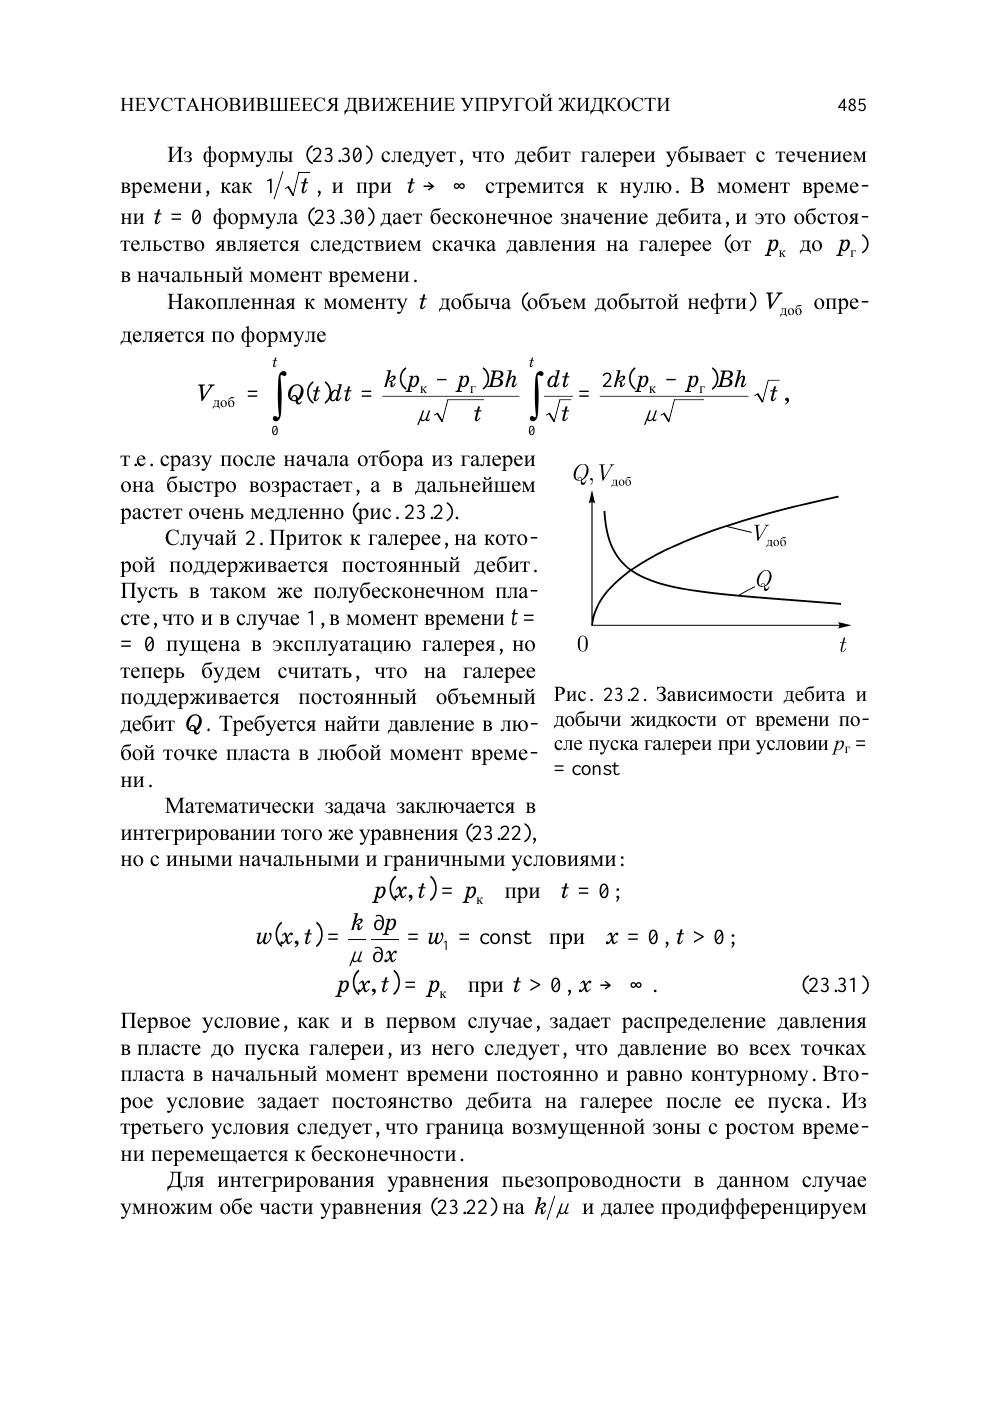 НЕУСТАНОВИВШЕЕСЯ ДВИЖЕНИЕ УПРУГОЙ ЖИДКОСТИ 485
Из формулы (23.30) следует, что дебит галереи убывает с течением
времени, как 1/√t, и при t → ∞ стремится к нулю. В момент време-
ни t = 0 формула (23.30) дает бесконечное значение дебита, и это обстоя-
тельство является следствием скачка давления на галерее (от pк до pг)
в начальный момент времени.
Накопленная к моменту t добыча (объем добытой нефти) Vдоб опре-
деляется по формуле
Vдоб = ∫₀ᵗ Q(t)dt = k(pк − pг)Bh / μ√ t ∫₀ᵗ dt/√t = 2k(pк − pг)Bh / μ√ √t,
т.е. сразу после начала отбора из галереи
она быстро возрастает, а в дальнейшем
растет очень медленно (рис. 23.2).
Случай 2. Приток к галерее, на кото-
рой поддерживается постоянный дебит.
Пусть в таком же полубесконечном пла-
сте, что и в случае 1, в момент времени t =
= 0 пущена в эксплуатацию галерея, но
теперь будем считать, что на галерее
поддерживается постоянный объемный
дебит Q. Требуется найти давление в лю-
бой точке пласта в любой момент време-
ни.
Q, Vдоб
Vдоб
Q
0 t
Рис. 23.2. Зависимости дебита и
добычи жидкости от времени по-
сле пуска галереи при условии pг =
= const
Математически задача заключается в
интегрировании того же уравнения (23.22),
но с иными начальными и граничными условиями:
p(x, t) = pк при t = 0;
w(x, t) = k/μ ∂p/∂x = w₁ = const при x = 0, t > 0;
p(x, t) = pк при t > 0, x → ∞. (23.31)
Первое условие, как и в первом случае, задает распределение давления
в пласте до пуска галереи, из него следует, что давление во всех точках
пласта в начальный момент времени постоянно и равно контурному. Вто-
рое условие задает постоянство дебита на галерее после ее пуска. Из
третьего условия следует, что граница возмущенной зоны с ростом време-
ни перемещается к бесконечности.
Для интегрирования уравнения пьезопроводности в данном случае
умножим обе части уравнения (23.22) на k/μ и далее продифференцируем